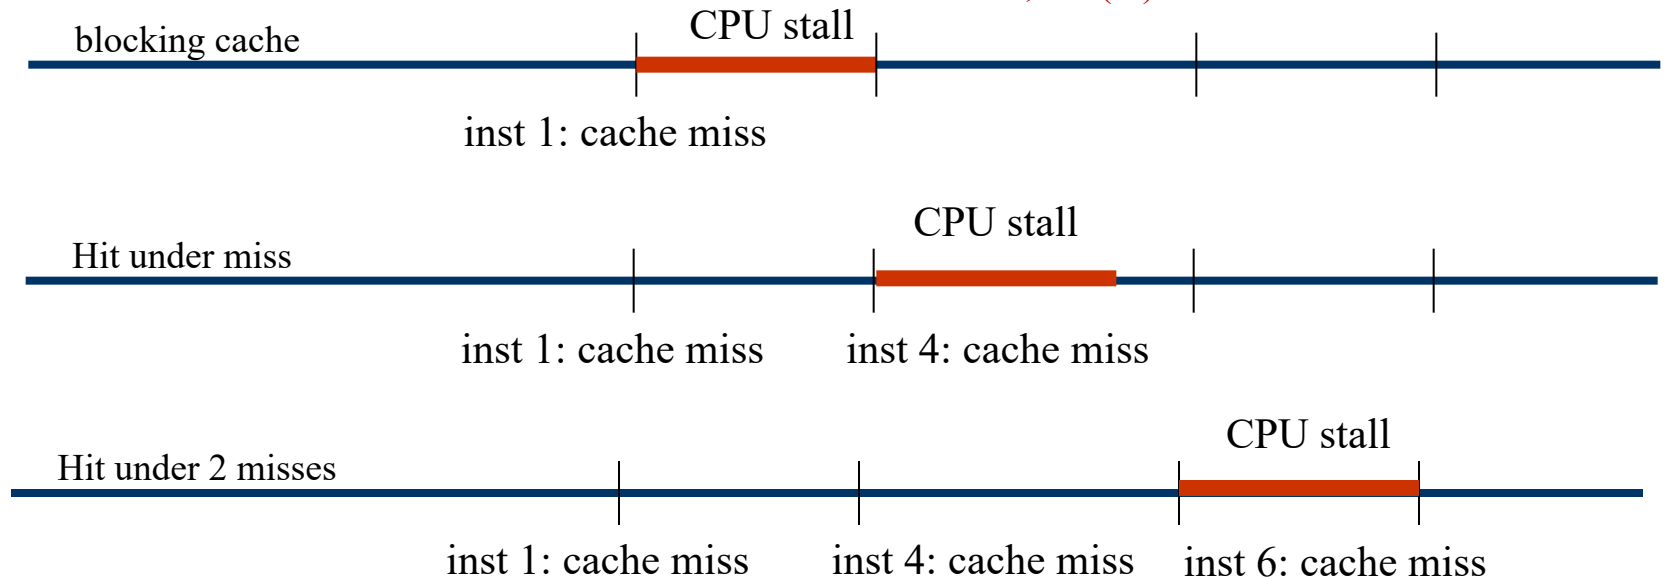 CPU stall
blocking cache
inst 1: cache miss
CPU stall
Hit under miss
inst 1: cache miss inst 4: cache miss
CPU stall
Hit under 2 misses
inst 1: cache miss inst 4: cache miss inst 6: cache miss